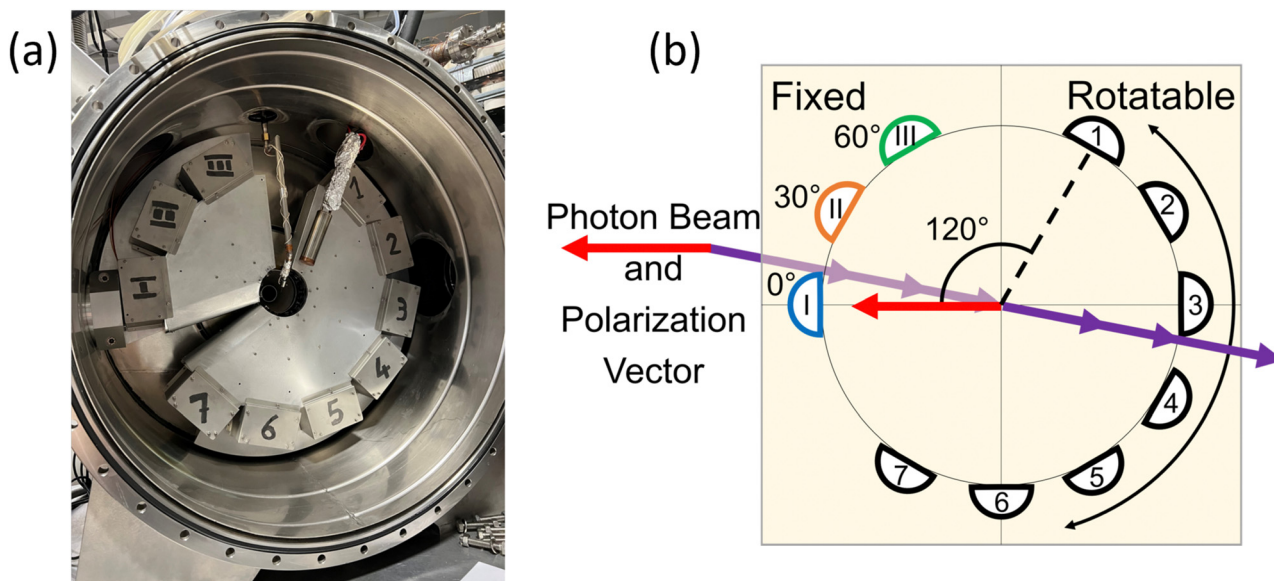 (a)
III
II
I
1
2
3
4
5
6
7
(b)
Fixed
Rotatable
60°
III
1
30°
II
2
Photon Beam
and
Polarization
Vector
120°
0°
I
3
4
5
6
7